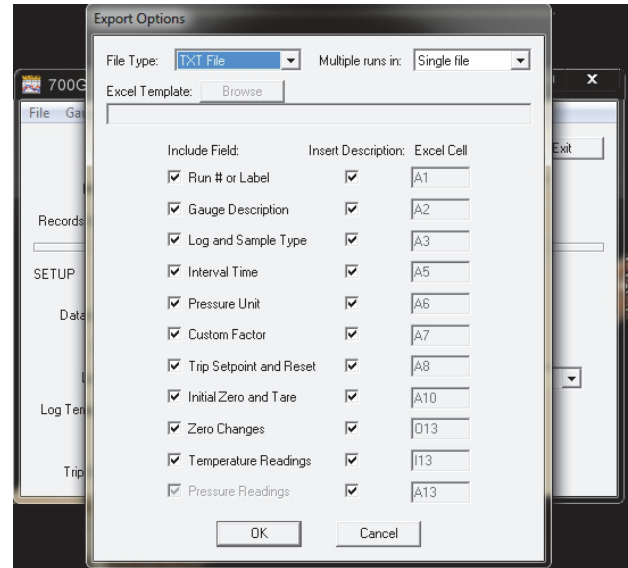 Export Options
File Type: TXT File Multiple runs in: Single file
Excel Template: Browse
700G
x
File Gau
Exit
Include Field: Insert Description: Excel Cell
Run # or Label A1
Gauge Description A2
Records
Log and Sample Type A3
SETUP
Interval Time A5
Pressure Unit A6
Data
Custom Factor A7
Trip Setpoint and Reset A8
Initial Zero and Tare A10
Log Tem
Zero Changes O13
Temperature Readings I13
Trip
Pressure Readings A13
OK Cancel